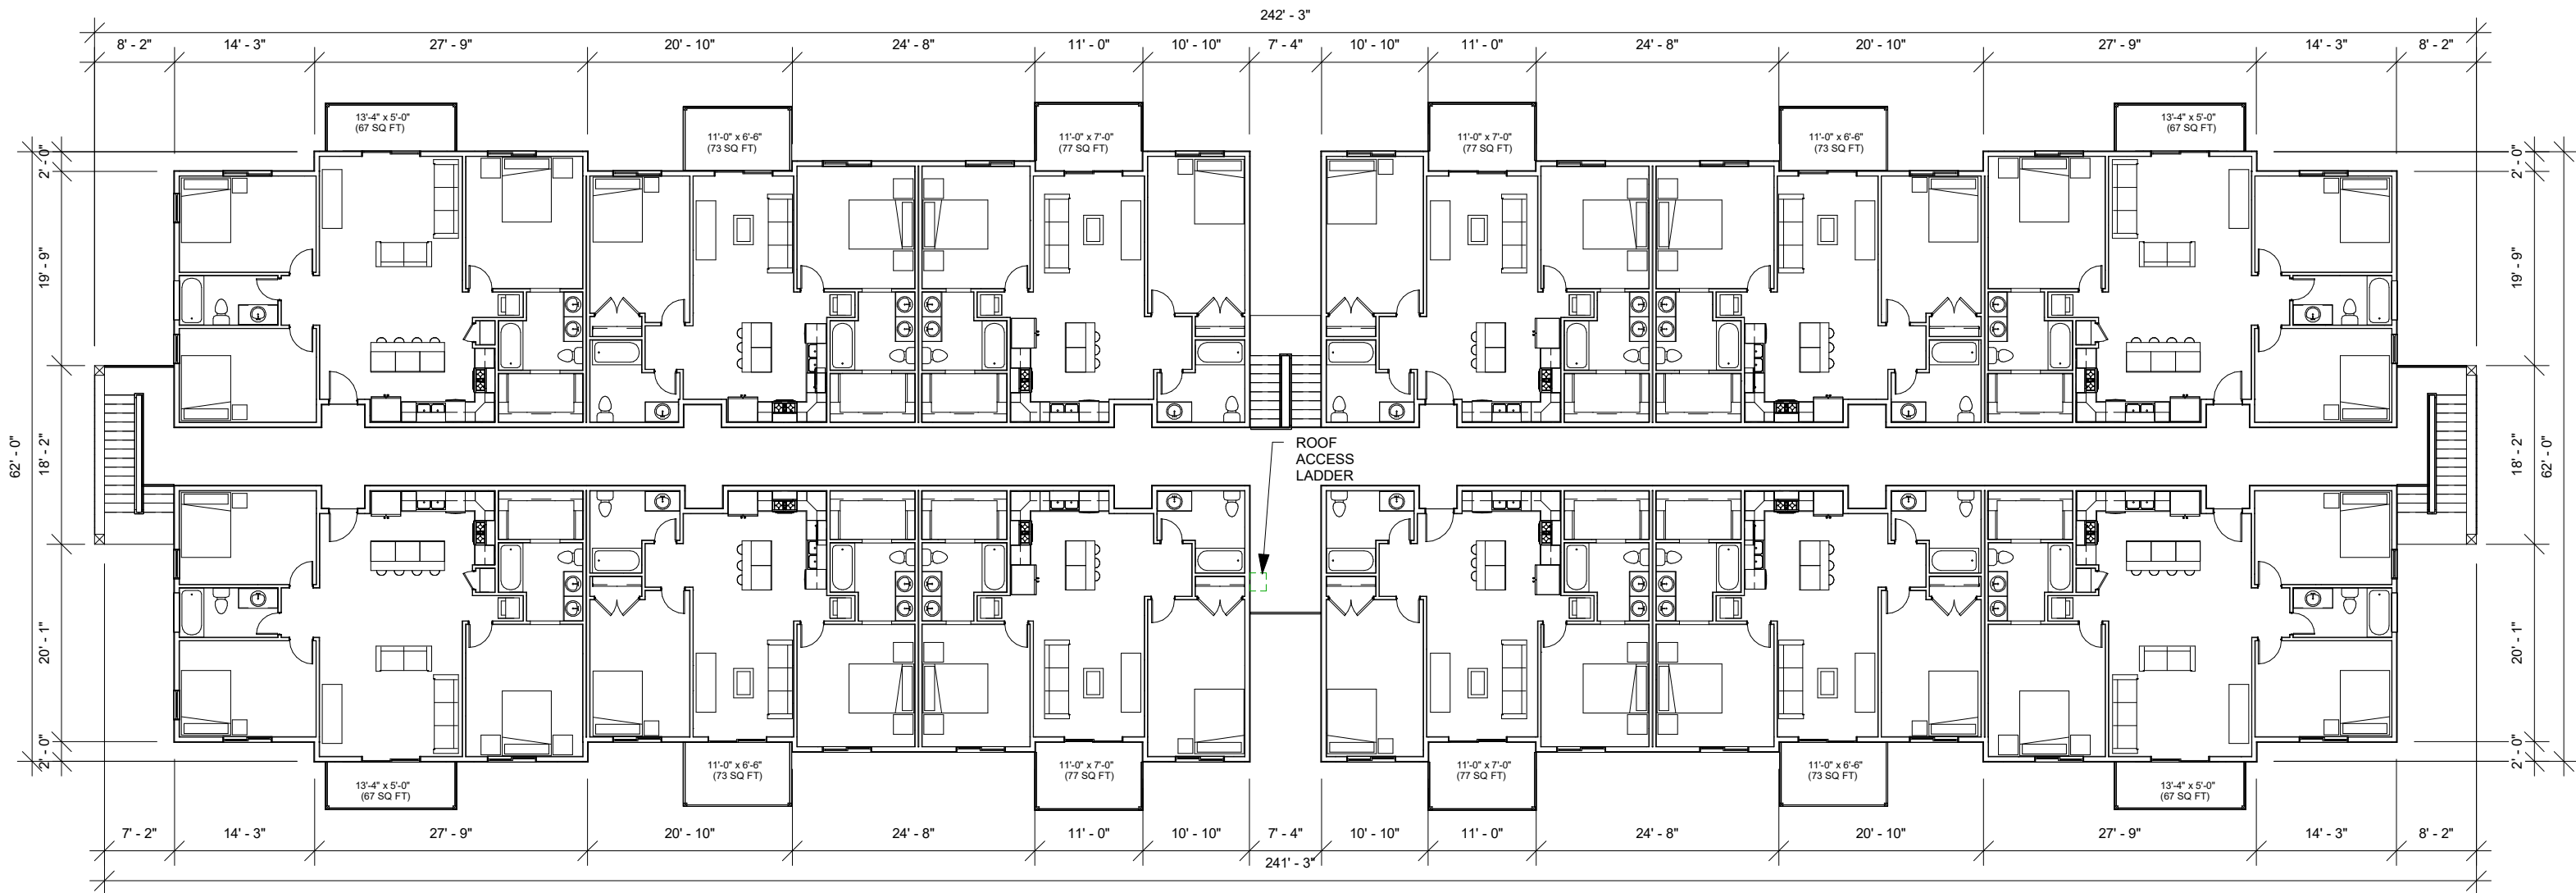 242' - 3"
8' - 2"
14' - 3"
27' - 9"
20' - 10"
24' - 8"
11' - 0"
10' - 10"
7' - 4"
10' - 10"
11' - 0"
24' - 8"
20' - 10"
27' - 9"
14' - 3"
8' - 2"
13'-4" x 5'-0"
(67 SQ FT)
11'-0" x 6'-6"
(73 SQ FT)
11'-0" x 7'-0"
(77 SQ FT)
11'-0" x 7'-0"
(77 SQ FT)
11'-0" x 6'-6"
(73 SQ FT)
13'-4" x 5'-0"
(67 SQ FT)
2' - 0"
19' - 9"
18' - 2"
62' - 0"
20' - 1"
2' - 0"
2' - 0"
19' - 9"
18' - 2"
62' - 0"
20' - 1"
2' - 0"
ROOF
ACCESS
LADDER
13'-4" x 5'-0"
(67 SQ FT)
11'-0" x 6'-6"
(73 SQ FT)
11'-0" x 7'-0"
(77 SQ FT)
11'-0" x 7'-0"
(77 SQ FT)
11'-0" x 6'-6"
(73 SQ FT)
13'-4" x 5'-0"
(67 SQ FT)
7' - 2"
14' - 3"
27' - 9"
20' - 10"
24' - 8"
11' - 0"
10' - 10"
7' - 4"
10' - 10"
11' - 0"
24' - 8"
20' - 10"
27' - 9"
14' - 3"
8' - 2"
241' - 3"